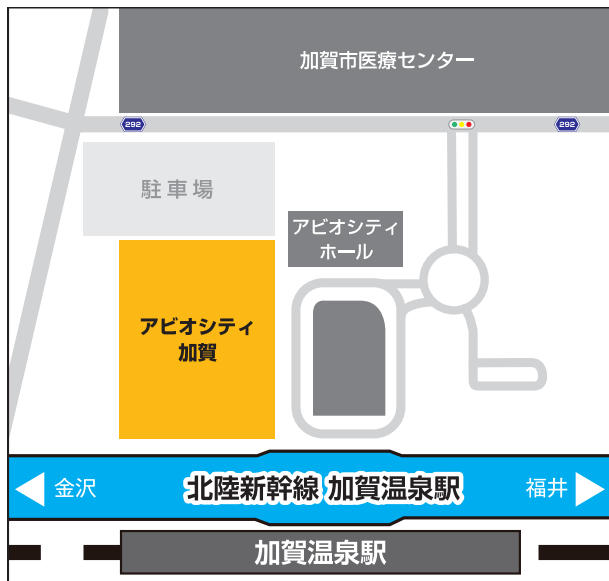 加賀市医療センター
292
292
駐車場
アビオシティ
ホール
アビオシティ
加賀
金沢
北陸新幹線 加賀温泉駅
福井
加賀温泉駅